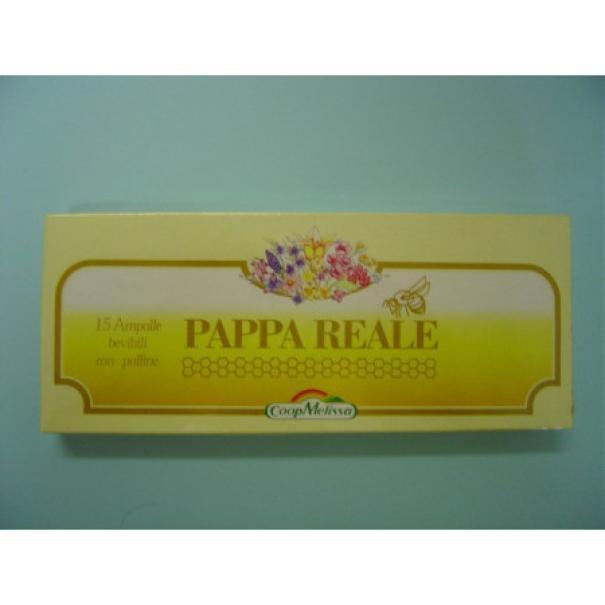 15 Ampolle
bevibili
con polline
PAPPA REALE
CoopMelissa